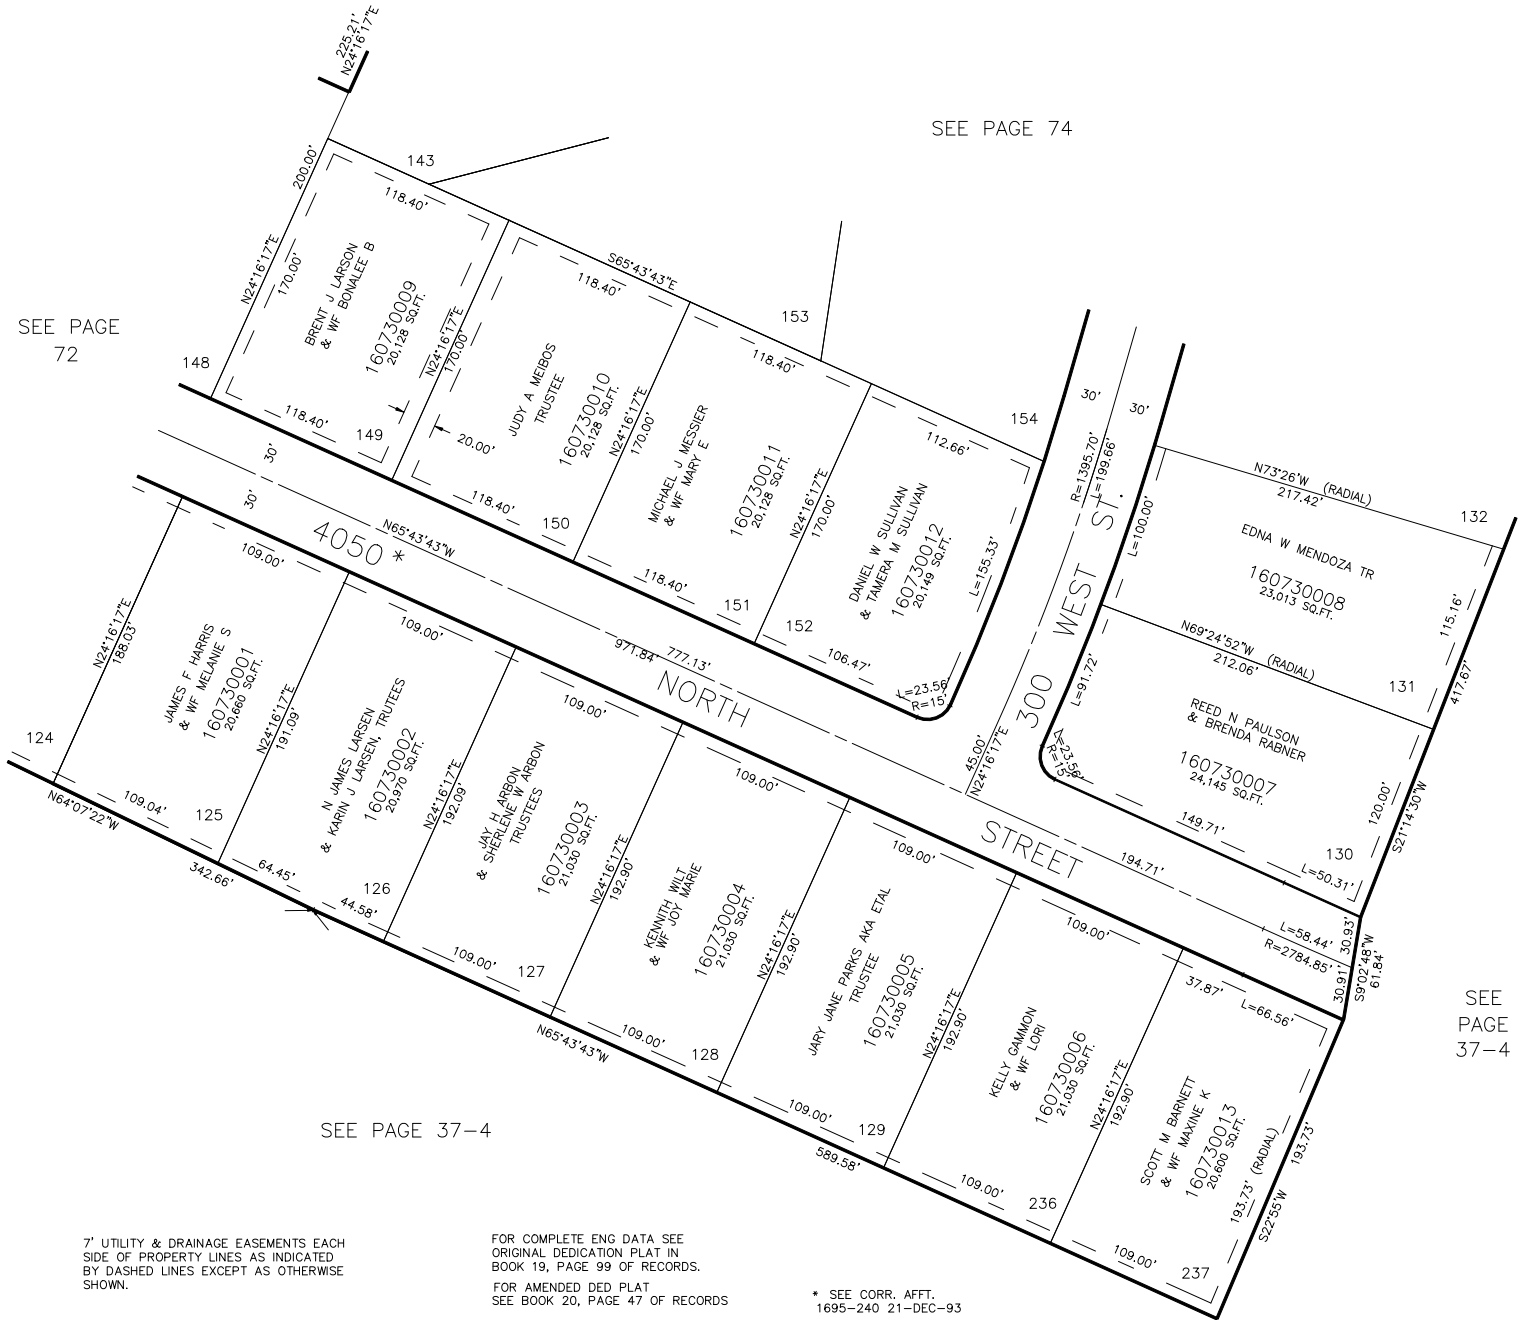 225.21'
N24°16'17"E
SEE PAGE 74
200.00'
143
118.40'
N24°16'17"E
170.00'
BRENT J LARSON
& WF BONALEE B
160730009
20,128 SQ.FT.
N24°16'17"E
170.00'
S65°43'43"E
118.40'
SEE PAGE
72
148
118.40'
149
20.00'
JUDY A MEIBOS
TRUSTEE
160730010
20,128 SQ.FT.
N24°16'17"E
170.00'
153
118.40'
118.40'
150
MICHAEL J MESSIER
& WF MARY E
160730011
20,128 SQ.FT.
N24°16'17"E
170.00'
118.40'
151
154
112.66'
DANIEL W SULLIVAN
& TAMERA M SULLIVAN
160730012
20,149 SQ.FT.
L=155.33'
152
106.47'
L=23.56'
R=15'
30'
30'
R=1395.70'
L=199.66'
300 WEST ST.
45.00'
N24°16'17"E
L=100.00'
N73°26'W (RADIAL)
217.42'
132
EDNA W MENDOZA TR
160730008
23,013 SQ.FT.
115.16'
N69°24'52"W (RADIAL)
212.06'
131
417.67'
L=91.72'
REED N PAULSON
& BRENDA RABNER
160730007
24,145 SQ.FT.
L=23.56'
R=15'
149.71'
120.00'
S21°14'30"W
130
L=50.31'
30'
30'
N65°43'43"W
4050 * NORTH STREET
971.84'
777.13'
194.71'
L=58.44'
R=2784.85'
30.93'
30.91'
S9°02'48"W
61.84'
109.00'
N24°16'17"E
188.03'
JAMES F HARRIS
& WF MELANIE S
160730001
20,660 SQ.FT.
N24°16'17"E
191.09'
124
N64°07'22"W
109.04'
125
342.66'
109.00'
N JAMES LARSEN
& KARIN J LARSEN, TRUTEES
160730002
20,970 SQ.FT.
N24°16'17"E
192.09'
64.45'
44.58'
126
109.00'
JAY H ARBON
& SHERLENE W ARBON
TRUSTEES
160730003
21,030 SQ.FT.
N24°16'17"E
192.90'
109.00'
127
N65°43'43"W
109.00'
KENNITH WILT
& WF JOY MARIE
160730004
21,030 SQ.FT.
N24°16'17"E
192.90'
109.00'
128
109.00'
JARY JANE PARKS AKA ETAL
TRUSTEE
160730005
21,030 SQ.FT.
N24°16'17"E
192.90'
109.00'
129
589.58'
109.00'
KELLY GAMMON
& WF LORI
160730006
21,030 SQ.FT.
N24°16'17"E
192.90'
109.00'
236
37.87'
L=66.56'
SCOTT M BARNETT
& WF MAXINE K
160730013
20,600 SQ.FT.
193.73' (RADIAL)
193.73'
S22°55'W
109.00'
237
SEE
PAGE
37-4
SEE PAGE 37-4
7' UTILITY & DRAINAGE EASEMENTS EACH
SIDE OF PROPERTY LINES AS INDICATED
BY DASHED LINES EXCEPT AS OTHERWISE
SHOWN.
FOR COMPLETE ENG DATA SEE
ORIGINAL DEDICATION PLAT IN
BOOK 19, PAGE 99 OF RECORDS.
FOR AMENDED DED PLAT
SEE BOOK 20, PAGE 47 OF RECORDS
* SEE CORR. AFFT.
1695-240 21-DEC-93